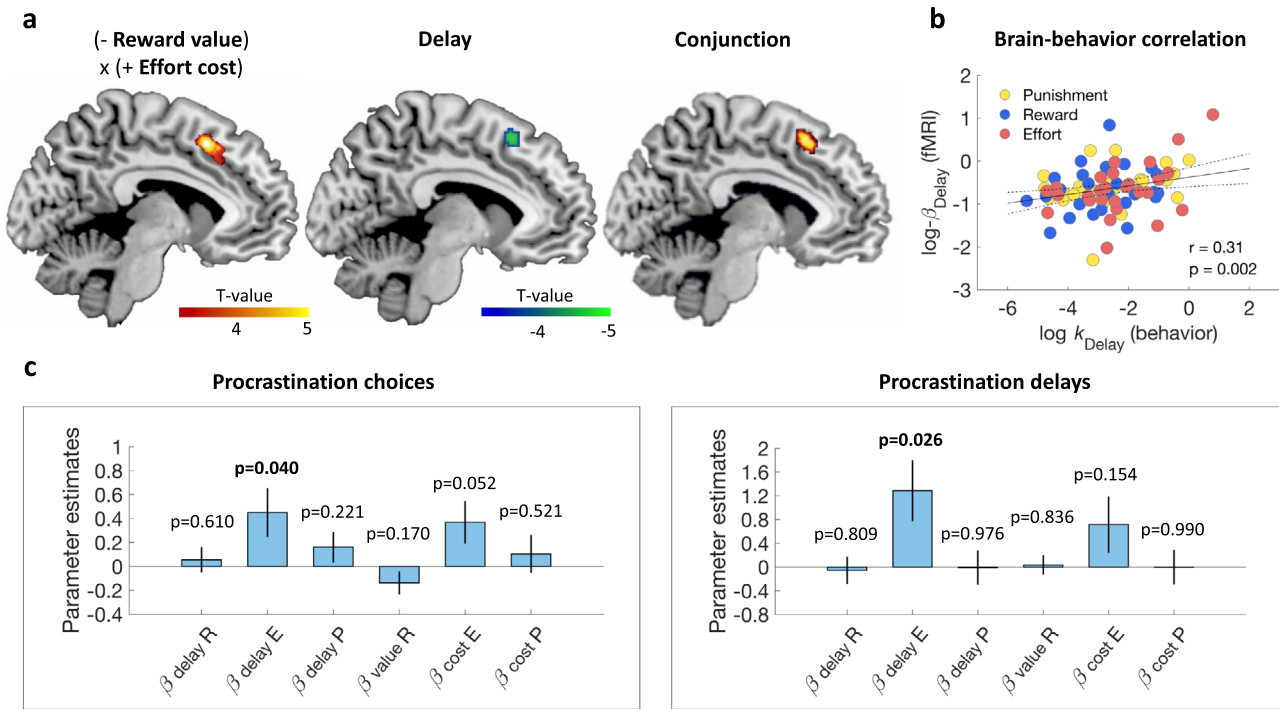 a
(- Reward value)
x (+ Effort cost)
Delay
Conjunction
T-value
4 5
T-value
-4 -5
b
Brain-behavior correlation
2
1
0
-1
-2
-3
log-βDelay (fMRI)
Punishment
Reward
Effort
r = 0.31
p = 0.002
-6 -4 -2 0 2
log kDelay (behavior)
c
Procrastination choices
Parameter estimates
1
0.8
0.6
0.4
0.2
0
-0.2
-0.4
p=0.610
p=0.040
p=0.221
p=0.170
p=0.052
p=0.521
β delay R
β delay E
β delay P
β value R
β cost E
β cost P
Procrastination delays
Parameter estimates
2
1.6
1.2
0.8
0.4
0
-0.4
-0.8
p=0.809
p=0.026
p=0.976
p=0.836
p=0.154
p=0.990
β delay R
β delay E
β delay P
β value R
β cost E
β cost P